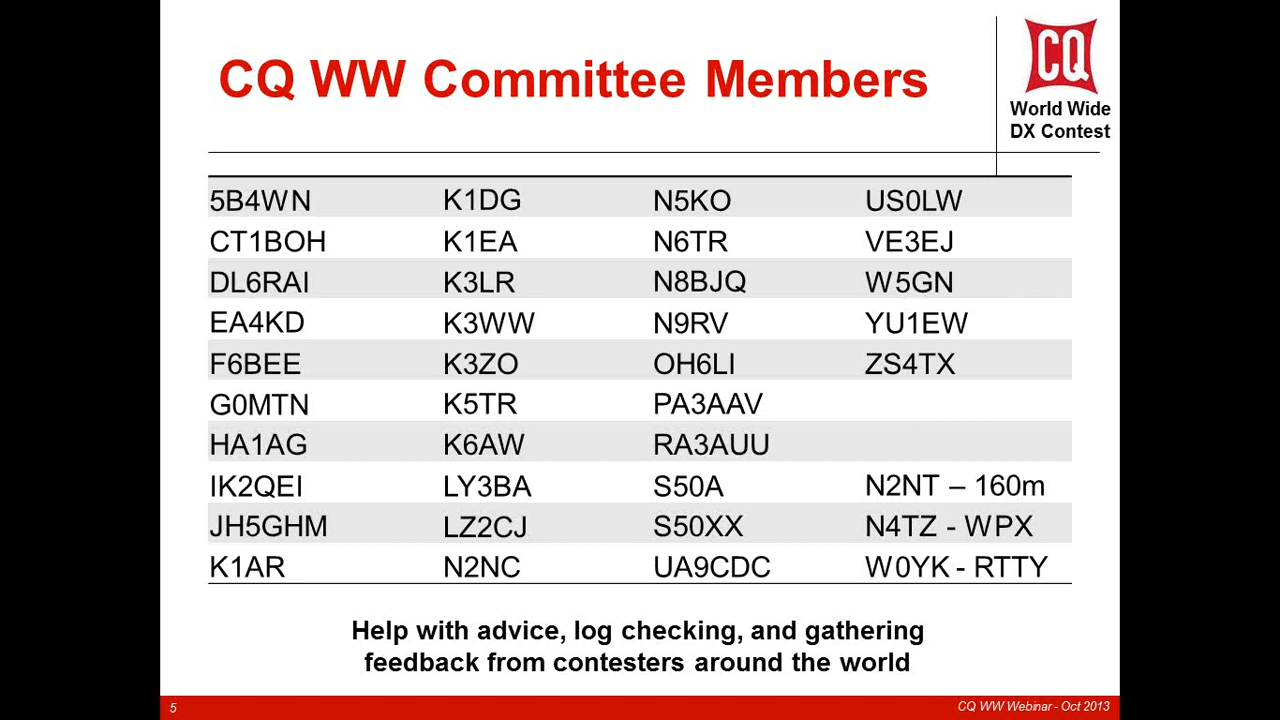 CQ WW Committee Members
CQ
World Wide
DX Contest
5B4WN K1DG N5KO US0LW
CT1BOH K1EA N6TR VE3EJ
DL6RAI K3LR N8BJQ W5GN
EA4KD K3WW N9RV YU1EW
F6BEE K3ZO OH6LI ZS4TX
G0MTN K5TR PA3AAV
HA1AG K6AW RA3AUU
IK2QEI LY3BA S50A N2NT – 160m
JH5GHM LZ2CJ S50XX N4TZ - WPX
K1AR N2NC UA9CDC W0YK - RTTY
Help with advice, log checking, and gathering
feedback from contesters around the world
5 CQ WW Webinar - Oct 2013